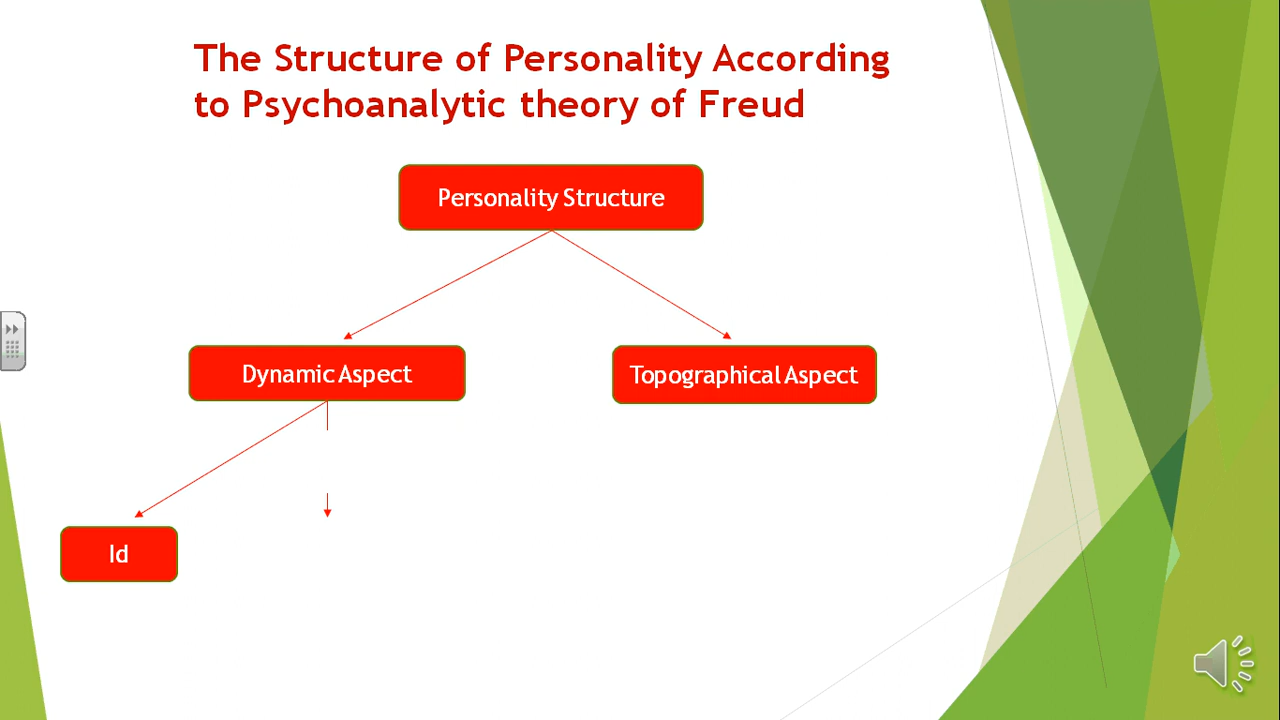 The Structure of Personality According
to Psychoanalytic theory of Freud
Personality Structure
Dynamic Aspect
Topographical Aspect
Id